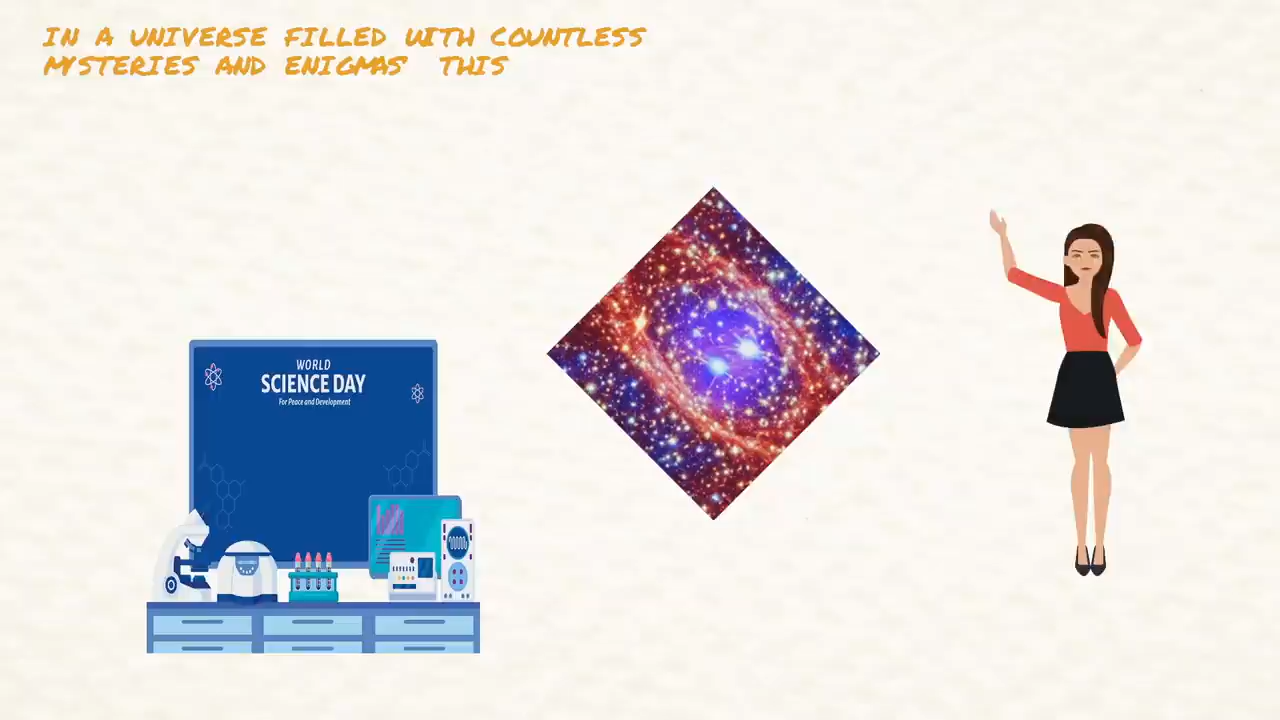 IN A UNIVERSE FILLED WITH COUNTLESS
MYSTERIES AND ENIGMAS THIS
WORLD
SCIENCE DAY
For Peace and Development